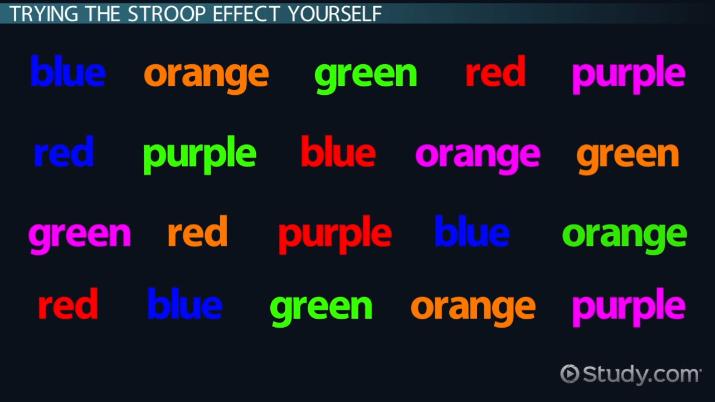 TRYING THE STROOP EFFECT YOURSELF
blue orange green red purple
red purple blue orange green
green red purple blue orange
red blue green orange purple
Study.com